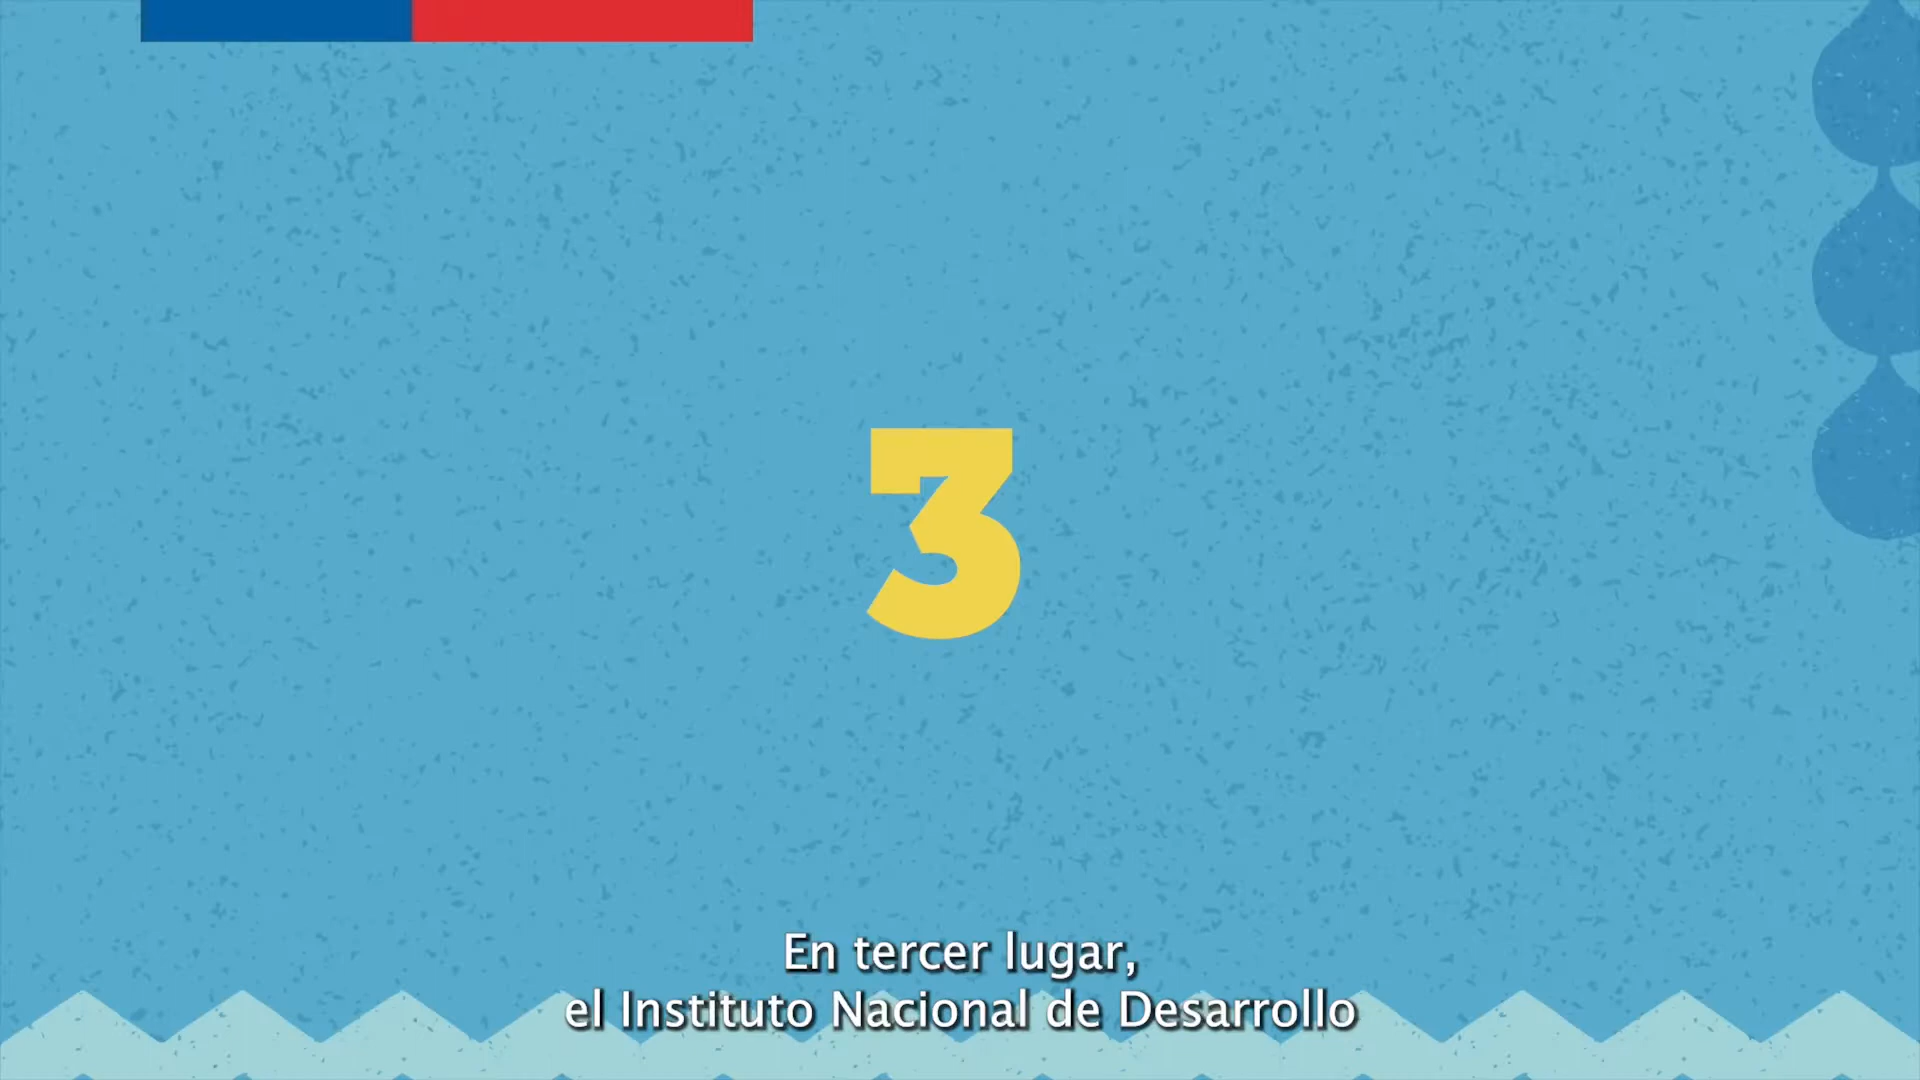 3
En tercer lugar,
el Instituto Nacional de Desarrollo